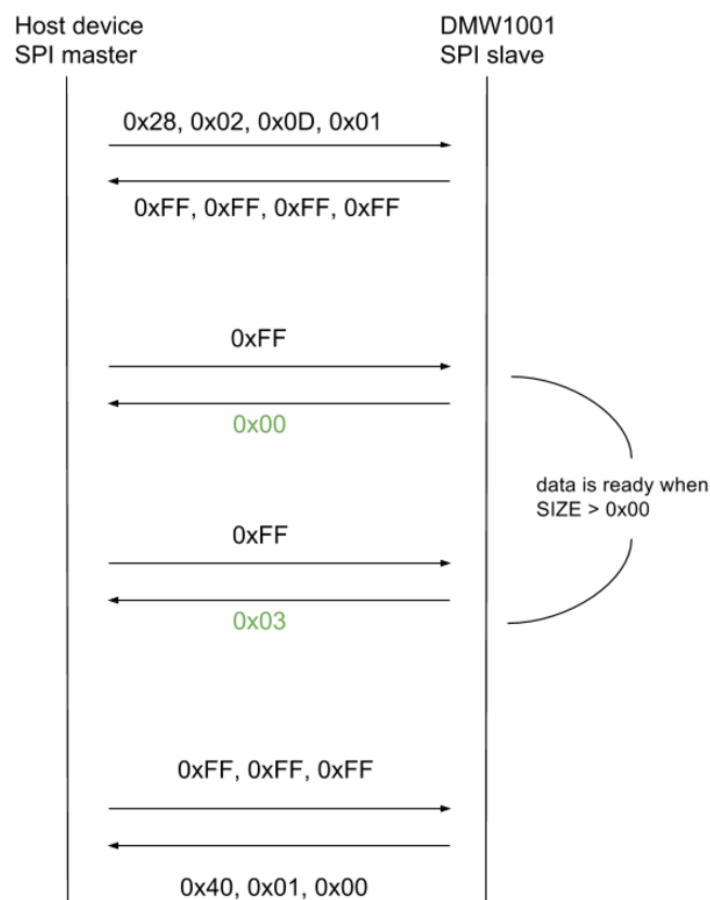 Host device
SPI master
DMW1001
SPI slave
0x28, 0x02, 0x0D, 0x01
0xFF, 0xFF, 0xFF, 0xFF
0xFF
0x00
data is ready when
SIZE > 0x00
0xFF
0x03
0xFF, 0xFF, 0xFF
0x40, 0x01, 0x00